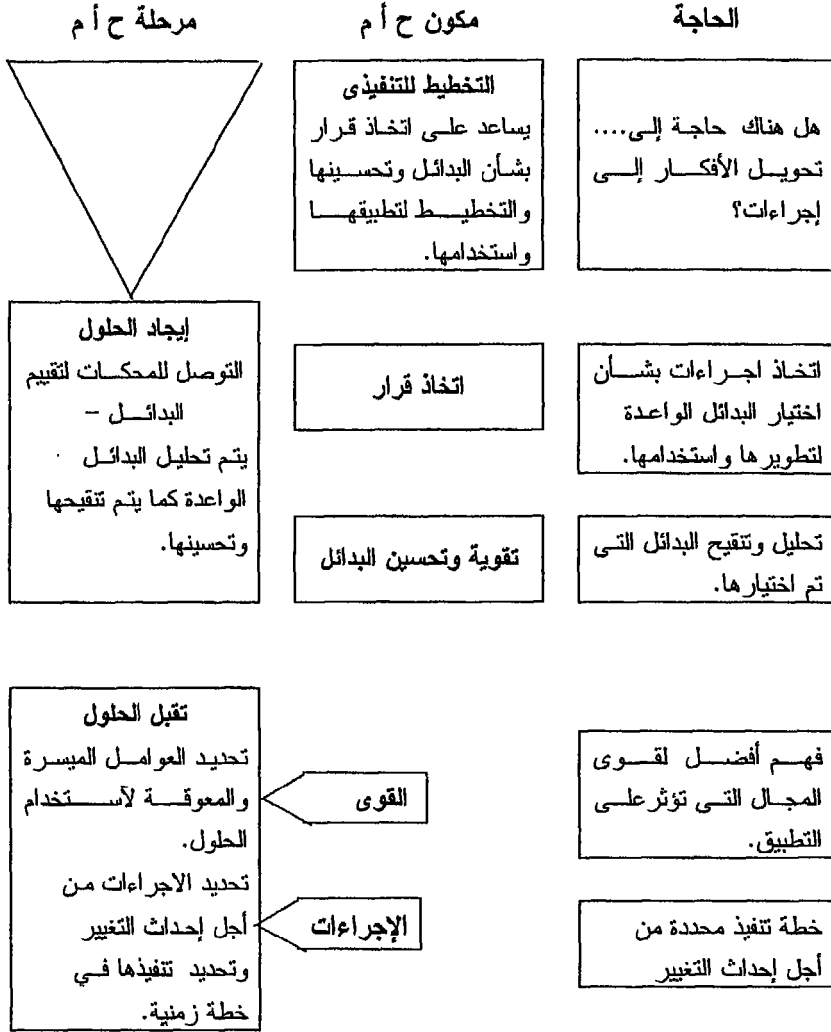 الحاجة
مكون ح أ م
مرحلة ح أ م
هل هناك حاجة إلى....
تحويل الأفكار إلى
إجراءات؟
التخطيط للتنفيذى
يساعد على اتخاذ قرار
بشأن البدائل وتحسينها
والتخطيط لتطبيقها
واستخدامها.
اتخاذ اجراءات بشأن
اختيار البدائل الواعدة
لتطويرها واستخدامها.
اتخاذ قرار
إيجاد الحلول
التوصل للمحكات لتقييم
البدائل –
يتم تحليل البدائل
الواعدة كما يتم تنقيحها
وتحسينها.
تحليل وتنقيح البدائل التى
تم اختيارها.
تقوية وتحسين البدائل
فهم أفضل لقوى
المجال التى تؤثر على
التطبيق.
القوى
تقبل الحلول
تحديد العوامل الميسرة
والمعوقة لآستخدام
الحلول.
تحديد الاجراءات من
أجل إحداث التغيير
وتحديد تنفيذها في
خطة زمنية.
خطة تنفيذ محددة من
أجل إحداث التغيير
الإجراءات